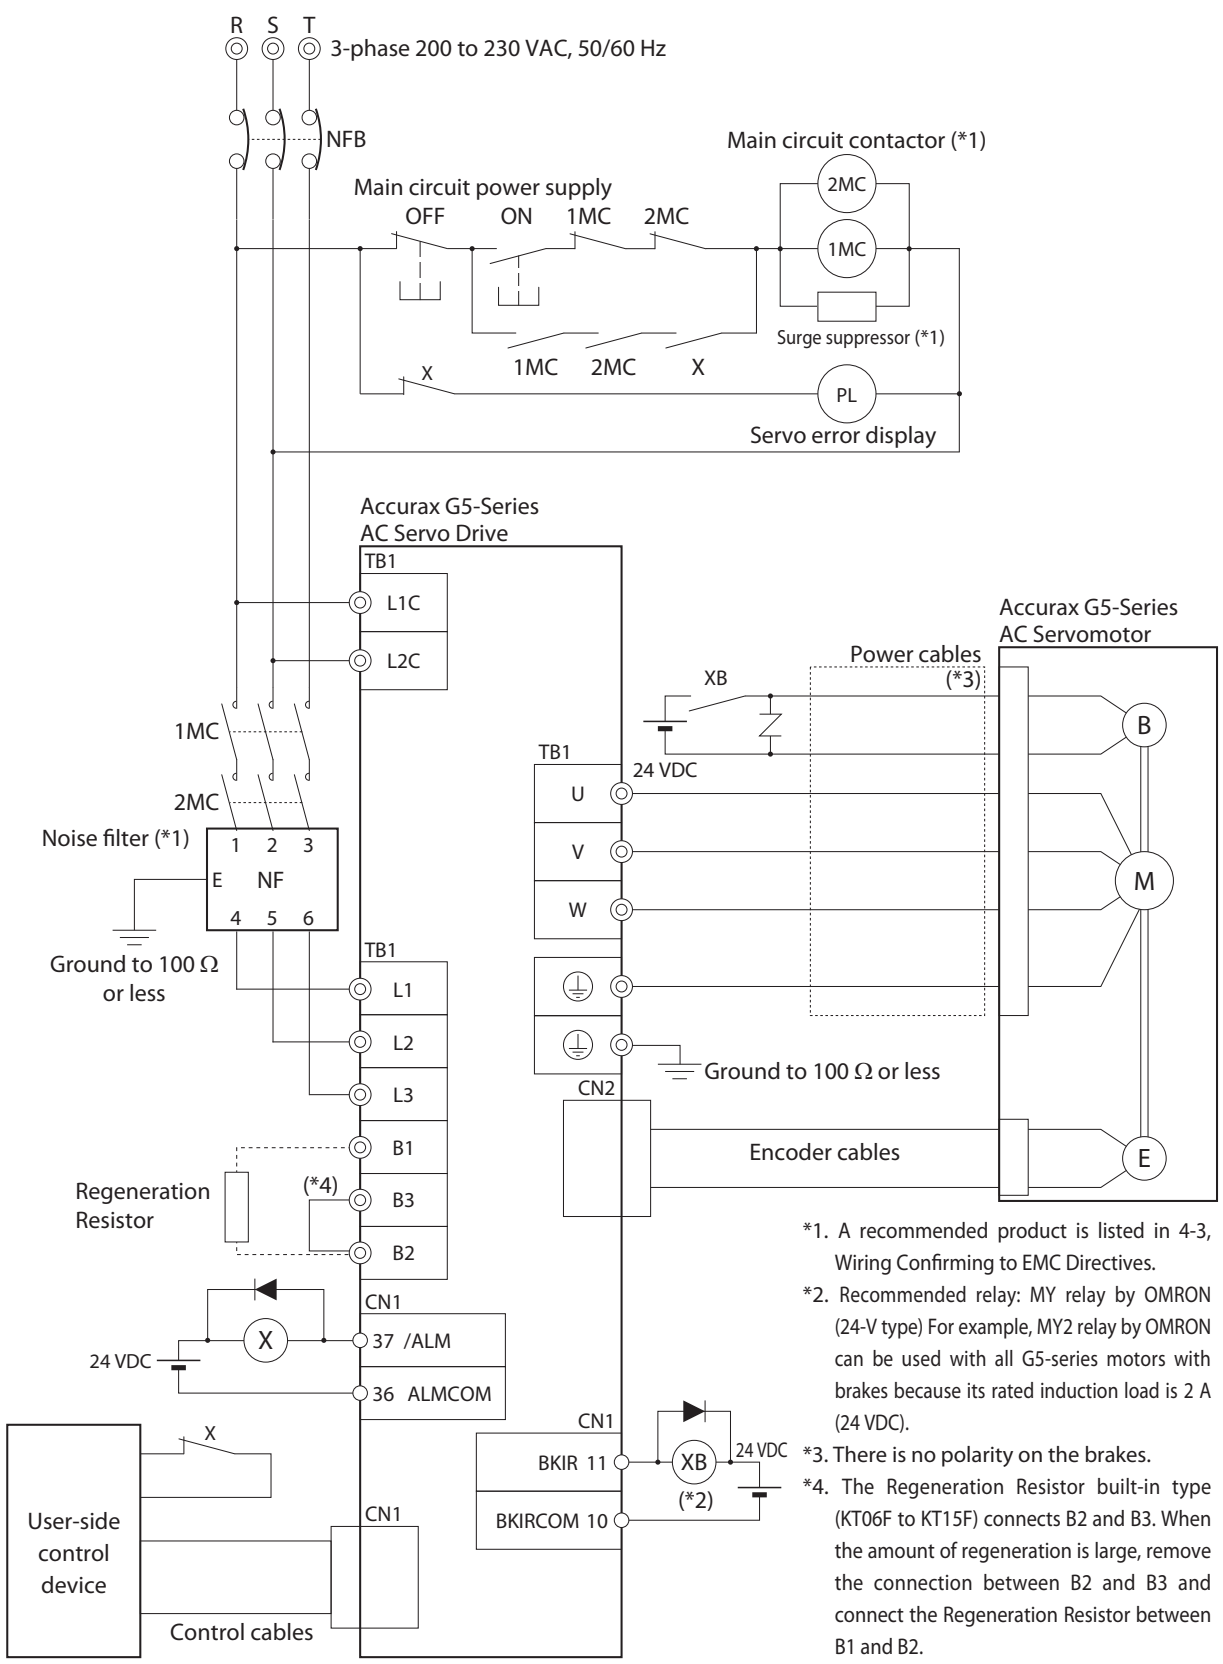 R S T
3-phase 200 to 230 VAC, 50/60 Hz
NFB
Main circuit contactor (*1)
2MC
Main circuit power supply
OFF ON 1MC 2MC
1MC
Surge suppressor (*1)
1MC 2MC X
X
PL
Servo error display
Accurax G5-Series
AC Servo Drive
TB1
L1C
L2C
Accurax G5-Series
AC Servomotor
Power cables
(*3)
XB
24 VDC
B
1MC
2MC
Noise filter (*1)
1 2 3
E NF
4 5 6
Ground to 100 Ω
or less
TB1
U
V
W
M
TB1
L1
L2
L3
B1
B3
B2
Ground to 100 Ω or less
CN2
Encoder cables
E
Regeneration
Resistor
(*4)
CN1
X
37 /ALM
24 VDC
36 ALMCOM
CN1
BKIR 11
XB
24 VDC
(*2)
BKIRCOM 10
X
User-side
control
device
CN1
Control cables
*1. A recommended product is listed in 4-3,
Wiring Confirming to EMC Directives.
*2. Recommended relay: MY relay by OMRON
(24-V type) For example, MY2 relay by OMRON
can be used with all G5-series motors with
brakes because its rated induction load is 2 A
(24 VDC).
*3. There is no polarity on the brakes.
*4. The Regeneration Resistor built-in type
(KT06F to KT15F) connects B2 and B3. When
the amount of regeneration is large, remove
the connection between B2 and B3 and
connect the Regeneration Resistor between
B1 and B2.